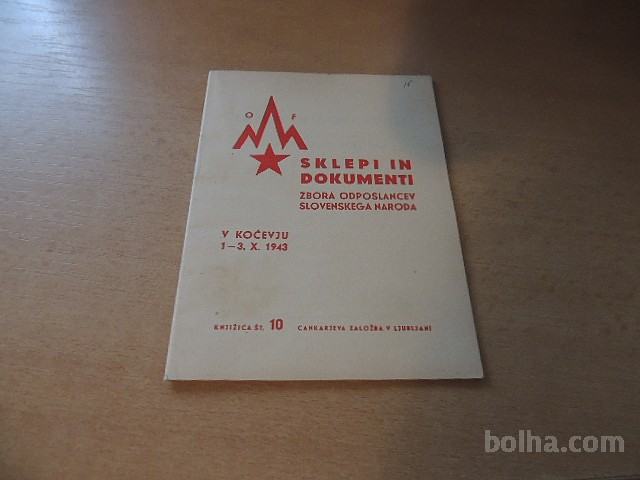 15
O F
SKLEPI IN
DOKUMENTI
ZBORA ODPOSLANCEV
SLOVENSKEGA NARODA
V KOČEVJU
1–3. X. 1943
KNJIŽICA ŠT. 10 CANKARJEVA ZALOŽBA V LJUBLJANI
bolha.com